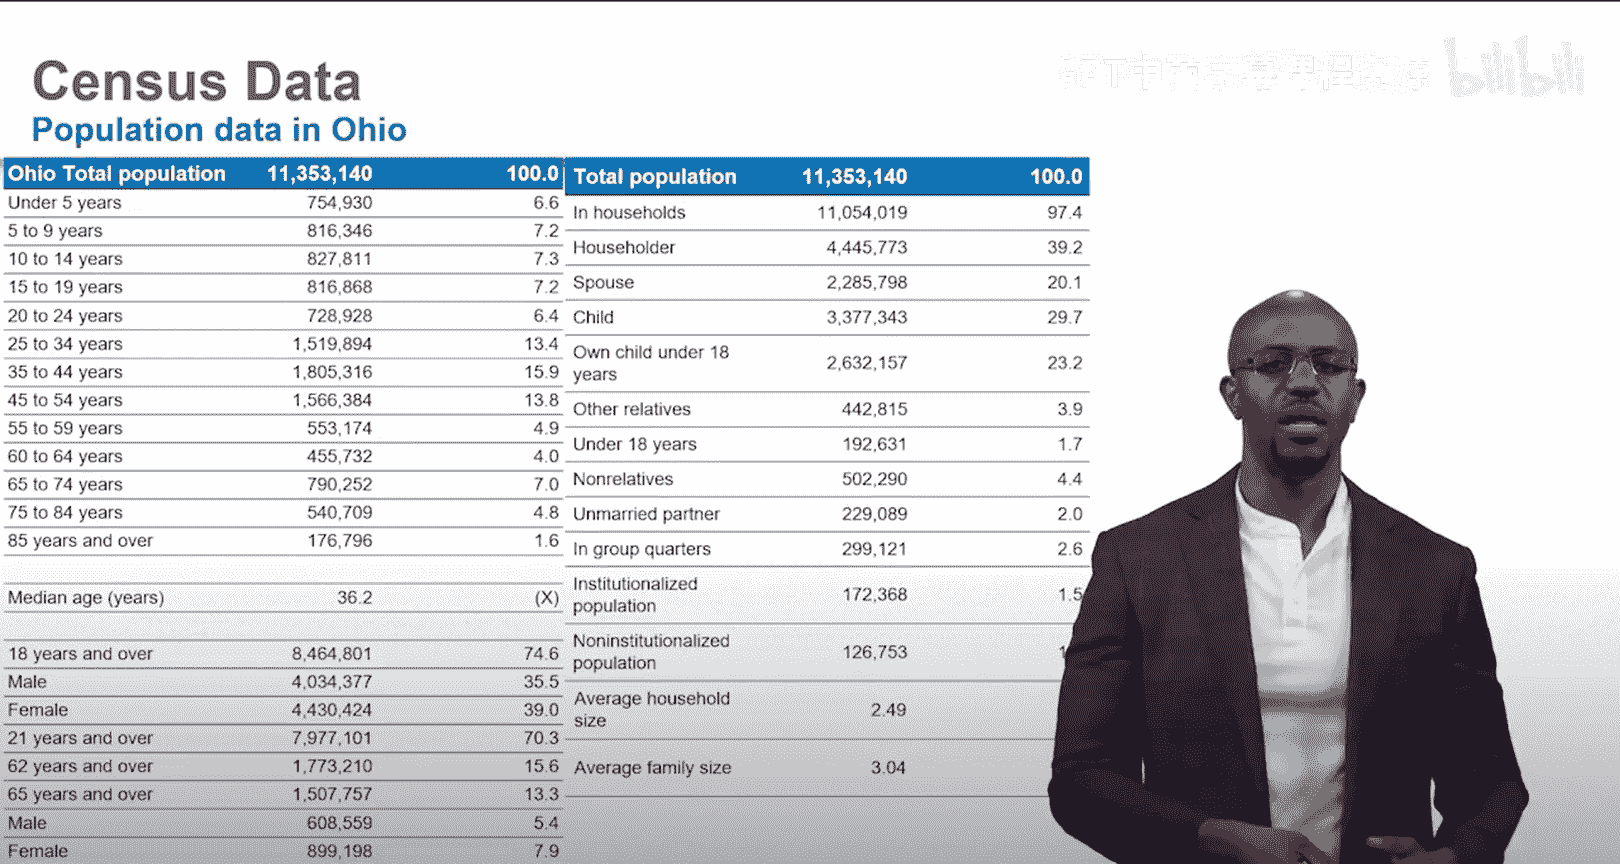 bilibili
Census Data
Population data in Ohio
Ohio Total population 11,353,140 100.0
Under 5 years 754,930 6.6
5 to 9 years 816,346 7.2
10 to 14 years 827,811 7.3
15 to 19 years 816,868 7.2
20 to 24 years 728,928 6.4
25 to 34 years 1,519,894 13.4
35 to 44 years 1,805,316 15.9
45 to 54 years 1,566,384 13.8
55 to 59 years 553,174 4.9
60 to 64 years 455,732 4.0
65 to 74 years 790,252 7.0
75 to 84 years 540,709 4.8
85 years and over 176,796 1.6
Median age (years) 36.2 (X)
18 years and over 8,464,801 74.6
Male 4,034,377 35.5
Female 4,430,424 39.0
21 years and over 7,977,101 70.3
62 years and over 1,773,210 15.6
65 years and over 1,507,757 13.3
Male 608,559 5.4
Female 899,198 7.9
Total population 11,353,140 100.0
In households 11,054,019 97.4
Householder 4,445,773 39.2
Spouse 2,285,798 20.1
Child 3,377,343 29.7
Own child under 18
years 2,632,157 23.2
Other relatives 442,815 3.9
Under 18 years 192,631 1.7
Nonrelatives 502,290 4.4
Unmarried partner 229,089 2.0
In group quarters 299,121 2.6
Institutionalized
population 172,368 1.5
Noninstitutionalized
population 126,753
Average household
size 2.49
Average family size 3.04